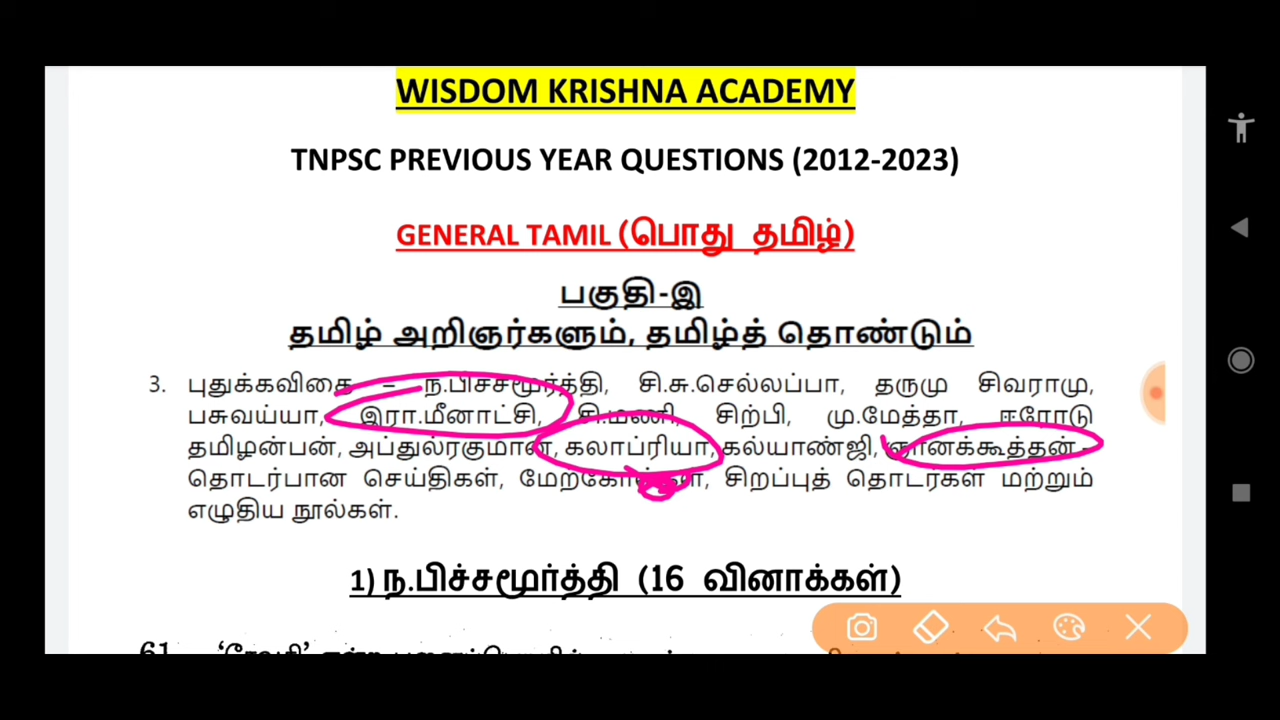 WISDOM KRISHNA ACADEMY
TNPSC PREVIOUS YEAR QUESTIONS (2012-2023)
GENERAL TAMIL (பொது தமிழ்)
பகுதி-இ
தமிழ் அறிஞர்களும், தமிழ்த் தொண்டும்
3. புதுக்கவிதை – ந.பிச்சமூர்த்தி, சி.சு.செல்லப்பா, தருமு சிவராமு,
பசுவய்யா, இரா.மீனாட்சி, சி.மணி, சிற்பி, மு.மேத்தா, ஈரோடு
தமிழன்பன், அப்துல்ரகுமான், கலாப்ரியா, கல்யாண்ஜி, ஞானக்கூத்தன் -
தொடர்பான செய்திகள், மேற்கோள்கள், சிறப்புத் தொடர்கள் மற்றும்
எழுதிய நூல்கள்.
1) ந.பிச்சமூர்த்தி (16 வினாக்கள்)
61